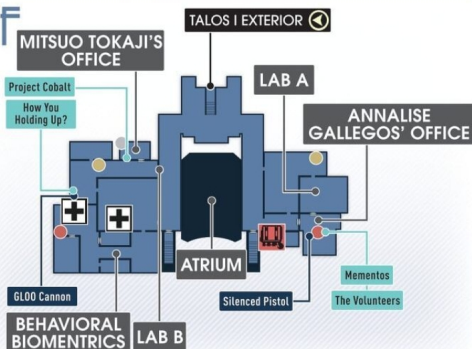 TALOS I EXTERIOR
MITSUO TOKAJI'S
OFFICE
Project Cobalt
How You
Holding Up?
LAB A
ANNALISE
GALLEGOS' OFFICE
ATRIUM
Mementos
The Volunteers
GLOO Cannon
Silenced Pistol
BEHAVIORAL
BIOMENTRICS
LAB B